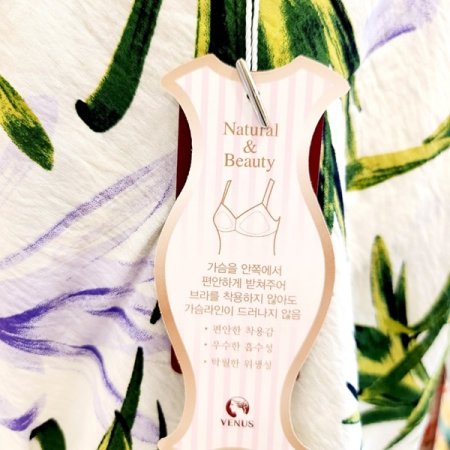 Natural
&
Beauty
가슴을 안쪽에서
편안하게 받쳐주어
브라를 착용하지 않아도
가슴라인이 드러나지 않음
• 편안한 착용감
• 우수한 흡수성
• 탁월한 위생성
VENUS